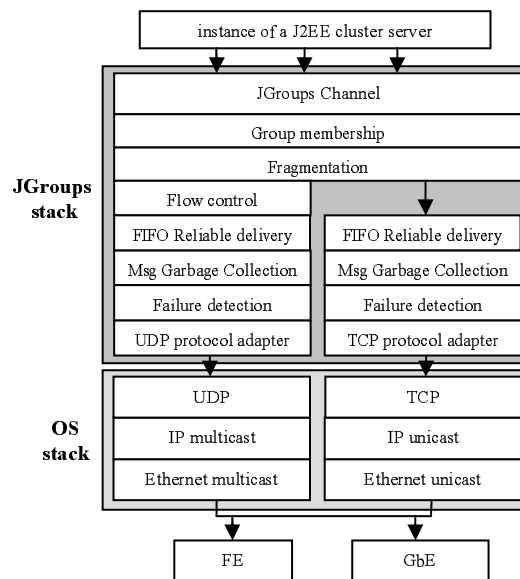 instance of a J2EE cluster server
JGroups Channel
Group membership
Fragmentation
JGroups
stack
Flow control
FIFO Reliable delivery
FIFO Reliable delivery
Msg Garbage Collection
Msg Garbage Collection
Failure detection
Failure detection
UDP protocol adapter
TCP protocol adapter
OS
stack
UDP
TCP
IP multicast
IP unicast
Ethernet multicast
Ethernet unicast
FE
GbE